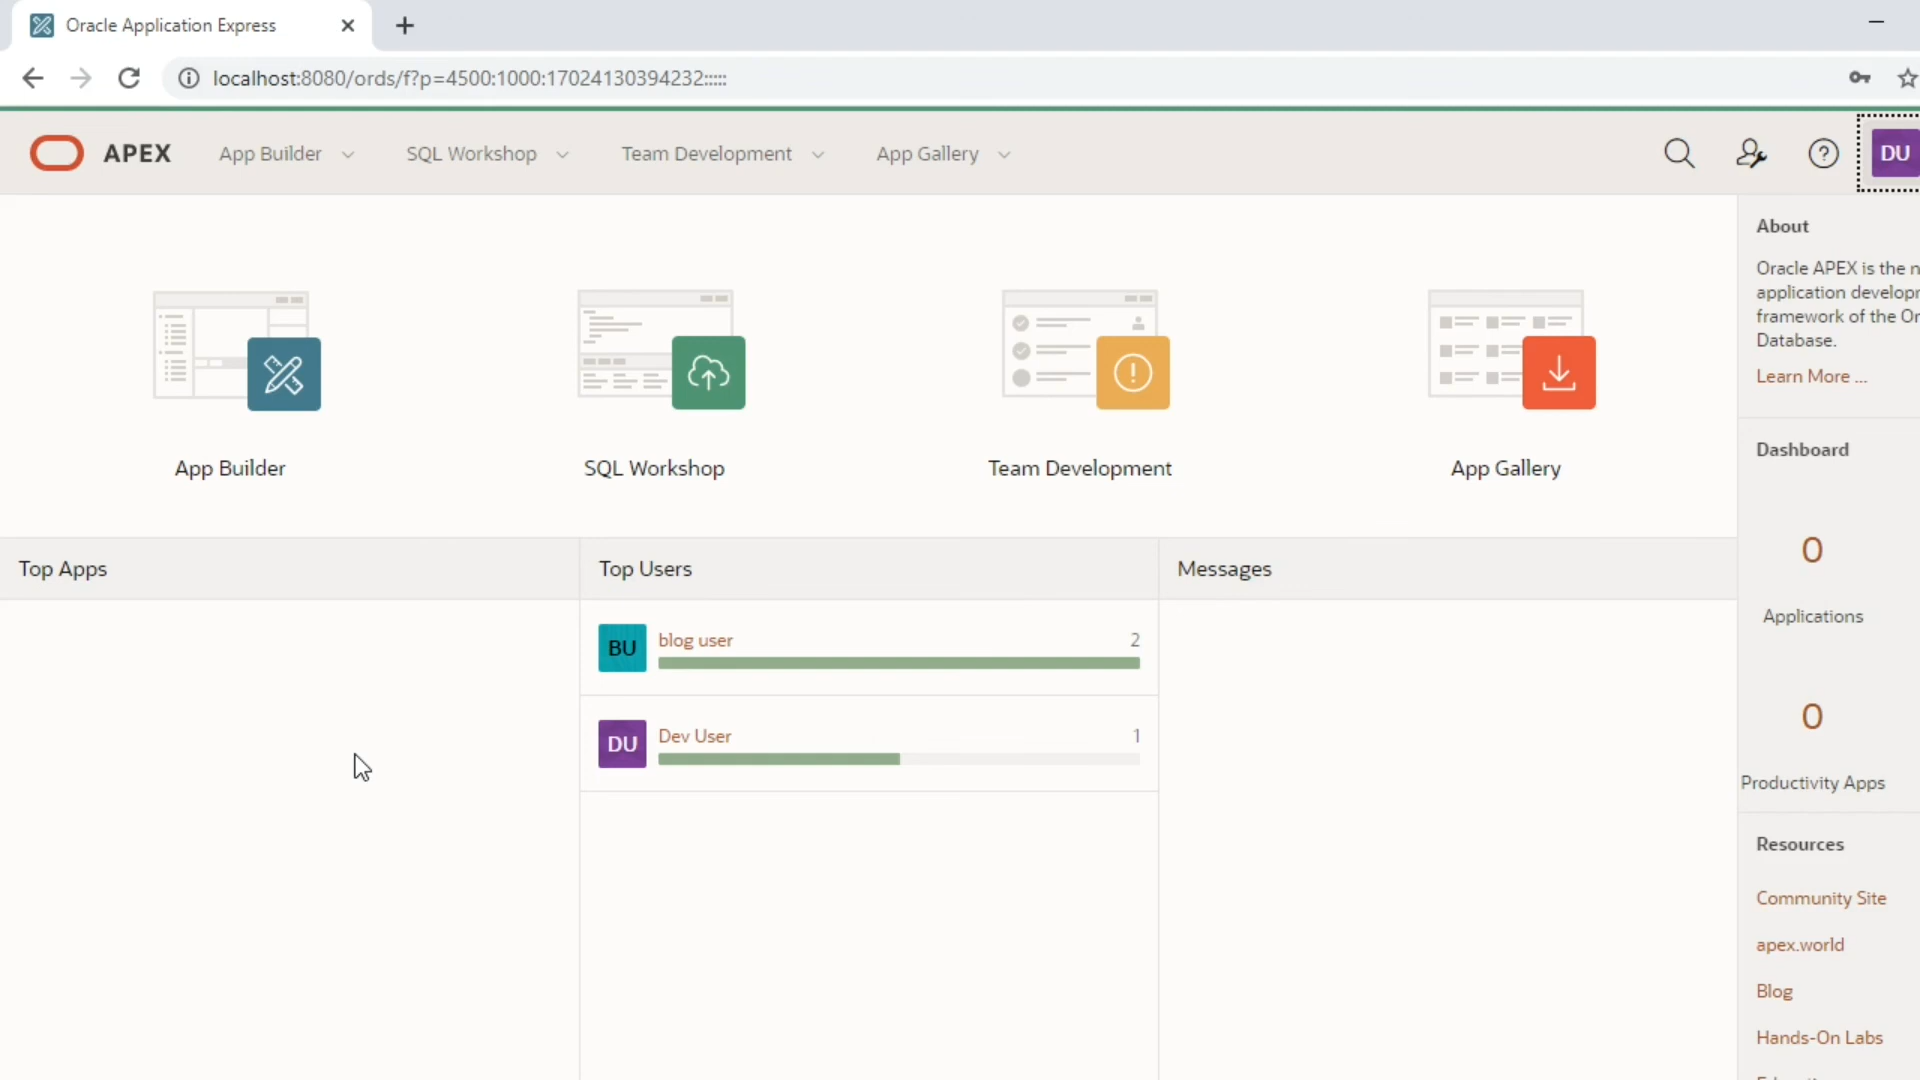 Oracle Application Express
localhost:8080/ords/f?p=4500:1000:17024130394232:::::
APEX App Builder SQL Workshop Team Development App Gallery DU
App Builder
SQL Workshop
Team Development
App Gallery
Top Apps
Top Users
BU blog user 2
DU Dev User 1
Messages
About
Oracle APEX is the n
application developr
framework of the Or
Database.
Learn More ...
Dashboard
0
Applications
0
Productivity Apps
Resources
Community Site
apex.world
Blog
Hands-On Labs